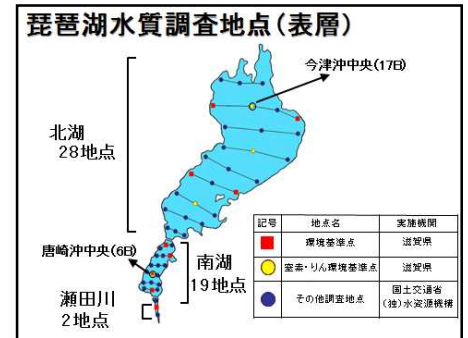 琵琶湖水質調査地点(表層)
今津沖中央(17B)
北湖
28地点
唐崎沖中央(6B)
南湖
19地点
瀬田川
2地点
記号 地点名 実施機関
環境基準点 滋賀県
窒素・りん環境基準点 滋賀県
その他調査地点 国土交通省
(独)水資源機構